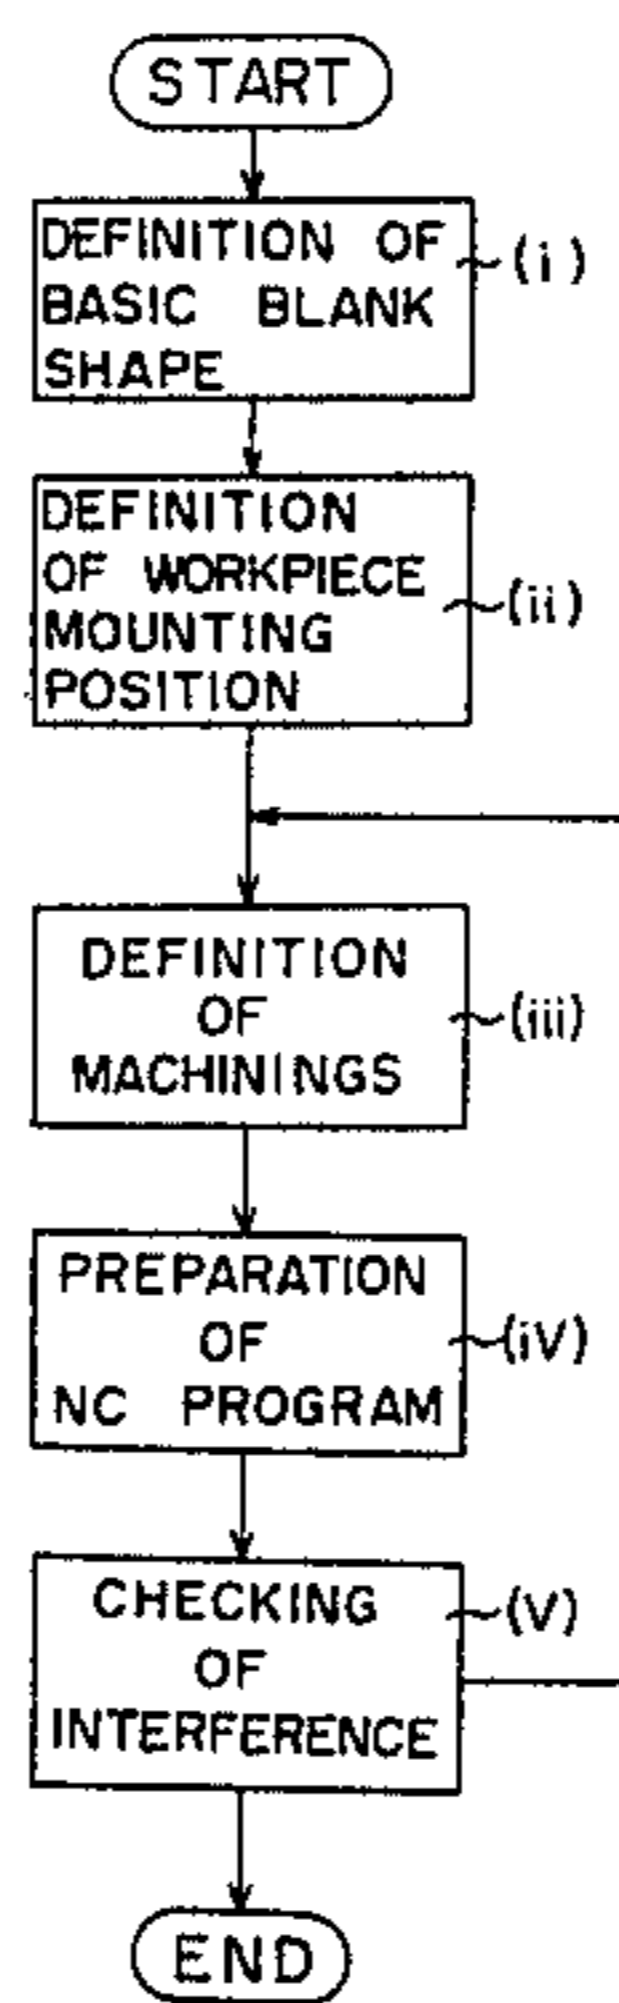 START
DEFINITION OF (i)
BASIC BLANK
SHAPE
DEFINITION
OF WORKPIECE (ii)
MOUNTING
POSITION
DEFINITION
OF (iii)
MACHININGS
PREPARATION
OF (iV)
NC PROGRAM
CHECKING (V)
OF
INTERFERENCE
END